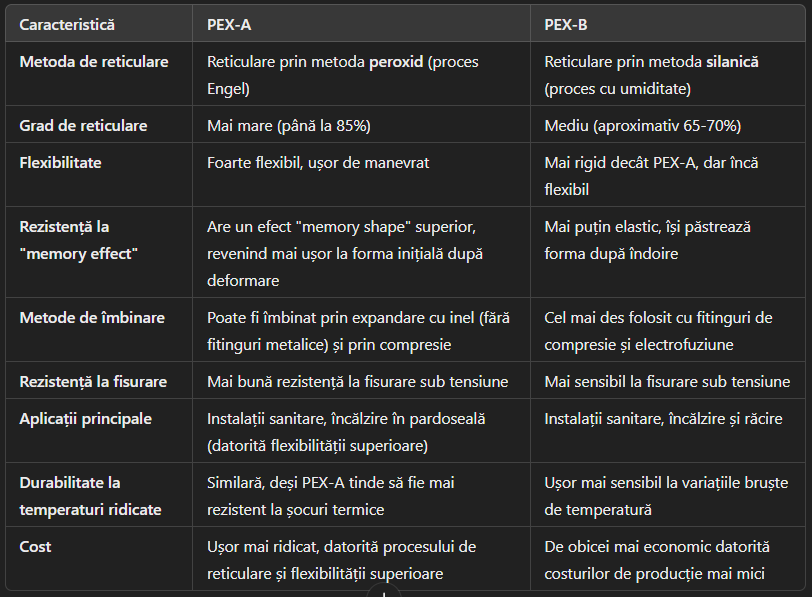 Caracteristică PEX-A PEX-B
Metoda de reticulare Reticulare prin metoda peroxid (proces Reticulare prin metoda silanică
Engel) (proces cu umiditate)
Grad de reticulare Mai mare (până la 85%) Mediu (aproximativ 65-70%)
Flexibilitate Foarte flexibil, ușor de manevrat Mai rigid decât PEX-A, dar încă
flexibil
Rezistență la Are un efect "memory shape" superior, Mai puțin elastic, își păstrează
"memory effect" revenind mai ușor la forma inițială după forma după îndoire
deformare
Metode de îmbinare Poate fi îmbinat prin expandare cu inel (fără Cel mai des folosit cu fitinguri de
fitinguri metalice) și prin compresie compresie și electrofuziune
Rezistență la fisurare Mai bună rezistență la fisurare sub tensiune Mai sensibil la fisurare sub tensiune
Aplicații principale Instalații sanitare, încălzire în pardoseală Instalații sanitare, încălzire și răcire
(datorită flexibilității superioare)
Durabilitate la Similară, deși PEX-A tinde să fie mai Ușor mai sensibil la variațiile bruște
temperaturi ridicate rezistent la șocuri termice de temperatură
Cost Ușor mai ridicat, datorită procesului de De obicei mai economic datorită
reticulare și flexibilității superioare costurilor de producție mai mici